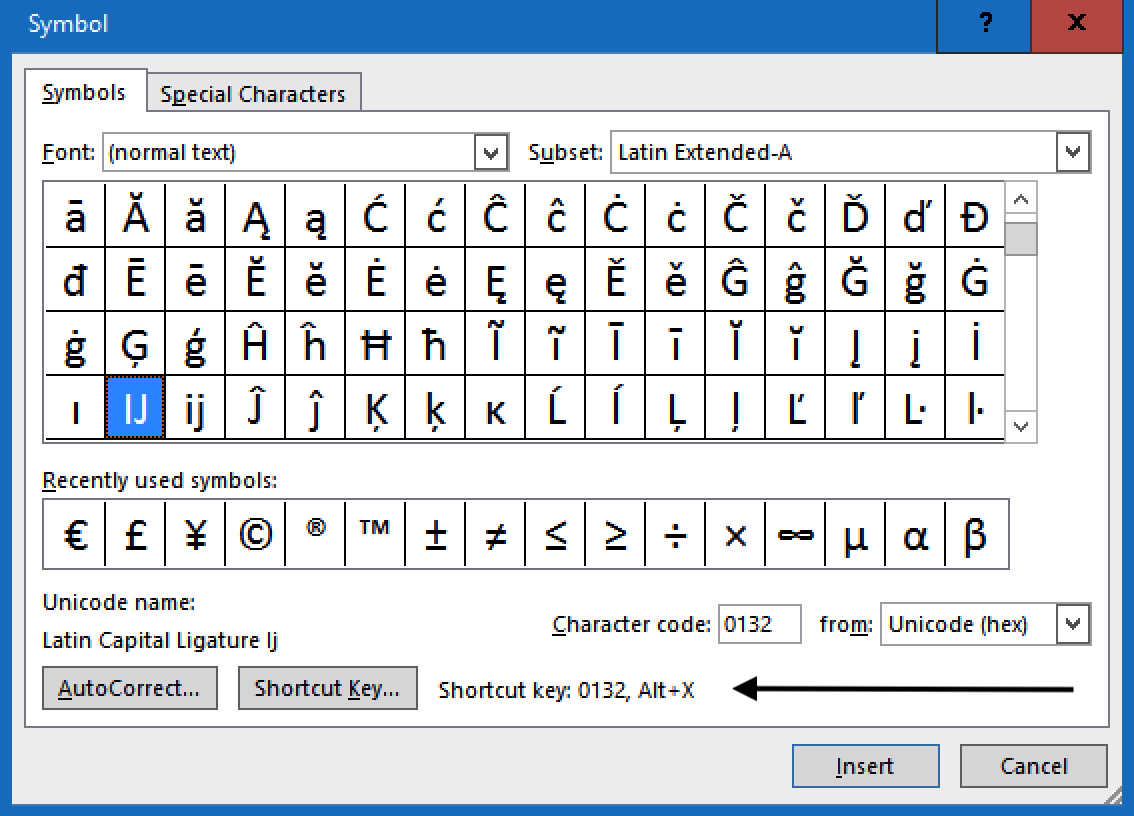 Symbol ? X
Symbols Special Characters
Font: (normal text) Subset: Latin Extended-A
ā Ă ă Ą ą Ć ć Ĉ ĉ Ċ ċ Č č Ď ď Đ
đ Ē ē Ĕ ĕ Ė ė Ę ę Ě ě Ĝ ĝ Ğ ğ Ġ
ġ Ģ ģ Ĥ ĥ Ħ ħ Ĩ ĩ Ī ī Ĭ ĭ Į į İ
ı IJ ij Ĵ ĵ Ķ ķ ĸ Ĺ ĺ Ļ ļ Ľ ľ Ŀ ŀ
Recently used symbols:
€ £ ¥ © ® ™ ± ≠ ≤ ≥ ÷ × ∞ µ α β
Unicode name:
Latin Capital Ligature Ij
Character code: 0132 from: Unicode (hex)
AutoCorrect... Shortcut Key... Shortcut key: 0132, Alt+X
Insert Cancel